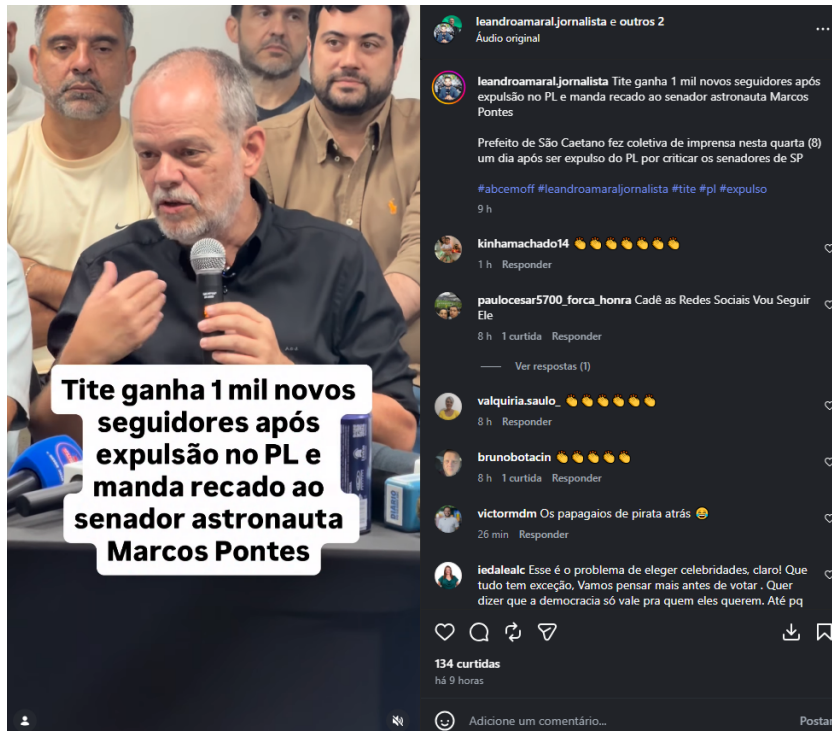 Tite ganha 1 mil novos
seguidores após
expulsão no PL e
manda recado ao
senador astronauta
Marcos Pontes
DIÁRIO
leandroamaral.jornalista e outros 2
Áudio original
leandroamaral.jornalista Tite ganha 1 mil novos seguidores após
expulsão no PL e manda recado ao senador astronauta Marcos
Pontes
Prefeito de São Caetano fez coletiva de imprensa nesta quarta (8)
um dia após ser expulso do PL por criticar os senadores de SP
#abcemoff #leandroamaraljornalista #tite #pl #expulso
9 h
kinhamachado14 👏👏👏👏👏👏👏
1 h Responder
paulocesar5700_forca_honra Cadê as Redes Sociais Vou Seguir
Ele
8 h 1 curtida Responder
Ver respostas (1)
valquiria.saulo_ 👏👏👏👏👏👏
8 h Responder
brunobotacin 👏👏👏👏👏
8 h 1 curtida Responder
victormdm Os papagaios de pirata atrás 😂
26 min Responder
iedalealc Esse é o problema de eleger celebridades, claro! Que
tudo tem exceção, Vamos pensar mais antes de votar . Quer
dizer que a democracia só vale pra quem eles querem. Até pq
134 curtidas
há 9 horas
Adicione um comentário...
Postar